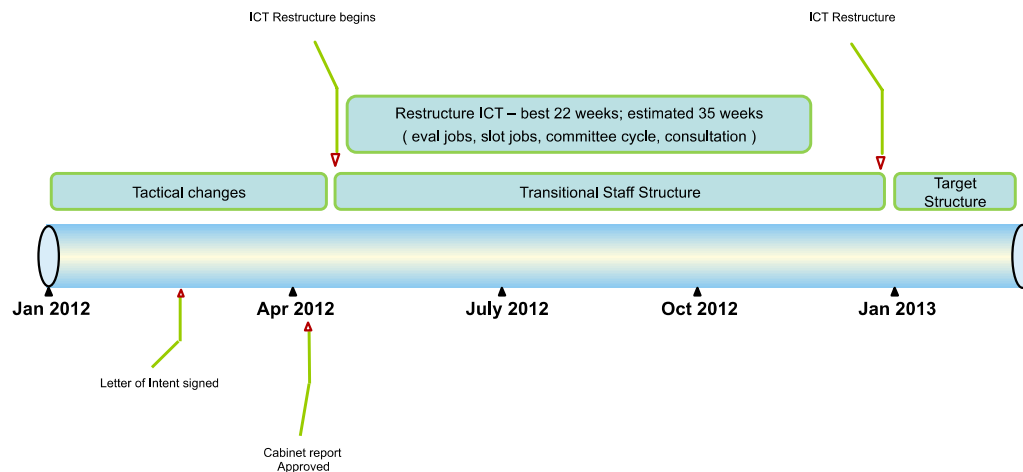 ICT Restructure begins
ICT Restructure
Restructure ICT – best 22 weeks; estimated 35 weeks
( eval jobs, slot jobs, committee cycle, consultation )
Tactical changes
Transitional Staff Structure
Target
Structure
Jan 2012
Apr 2012
July 2012
Oct 2012
Jan 2013
Letter of Intent signed
Cabinet report
Approved